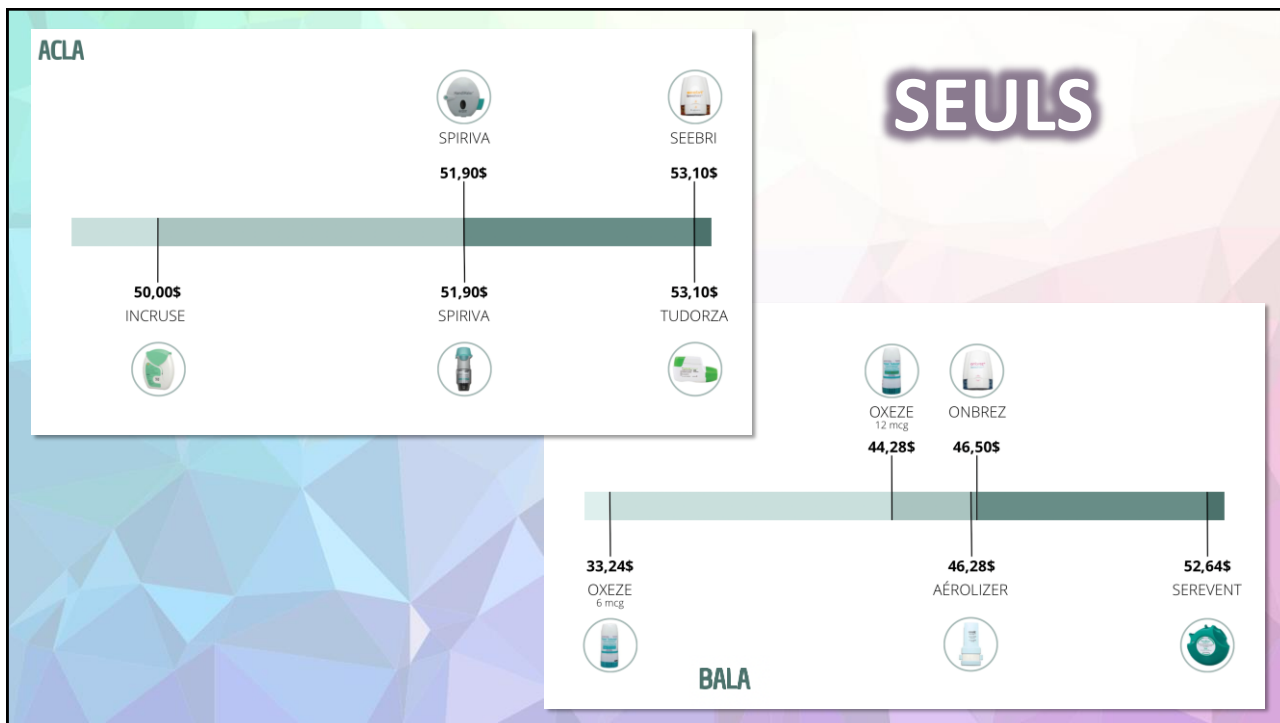 ACLA
SEULS
SPIRIVA
SEEBRI
51,90$
53,10$
50,00$
51,90$
53,10$
INCRUSE
SPIRIVA
TUDORZA
OXEZE
12 mcg
ONBREZ
44,28$
46,50$
33,24$
46,28$
52,64$
OXEZE
6 mcg
AÉROLIZER
SEREVENT
BALA